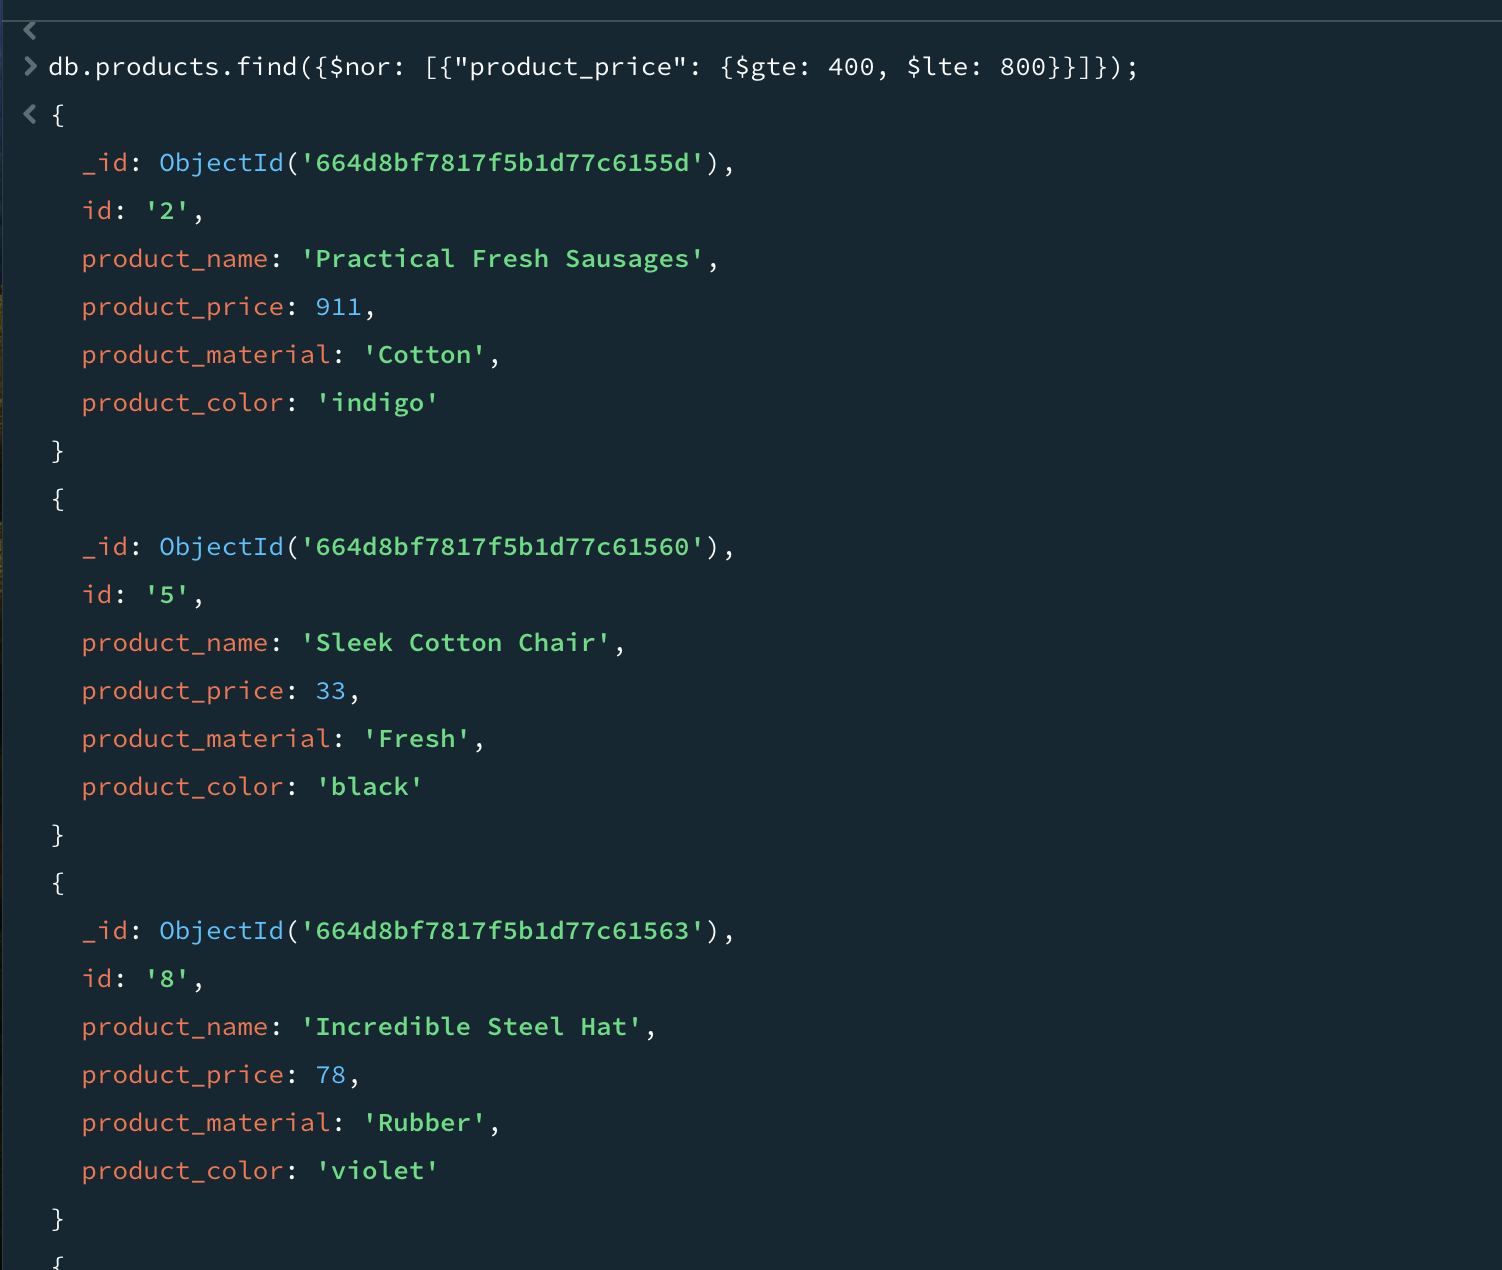 db.products.find({$nor: [{"product_price": {$gte: 400, $lte: 800}}]});
{
_id: ObjectId('664d8bf7817f5b1d77c6155d'),
id: '2',
product_name: 'Practical Fresh Sausages',
product_price: 911,
product_material: 'Cotton',
product_color: 'indigo'
}
{
_id: ObjectId('664d8bf7817f5b1d77c61560'),
id: '5',
product_name: 'Sleek Cotton Chair',
product_price: 33,
product_material: 'Fresh',
product_color: 'black'
}
{
_id: ObjectId('664d8bf7817f5b1d77c61563'),
id: '8',
product_name: 'Incredible Steel Hat',
product_price: 78,
product_material: 'Rubber',
product_color: 'violet'
}
{